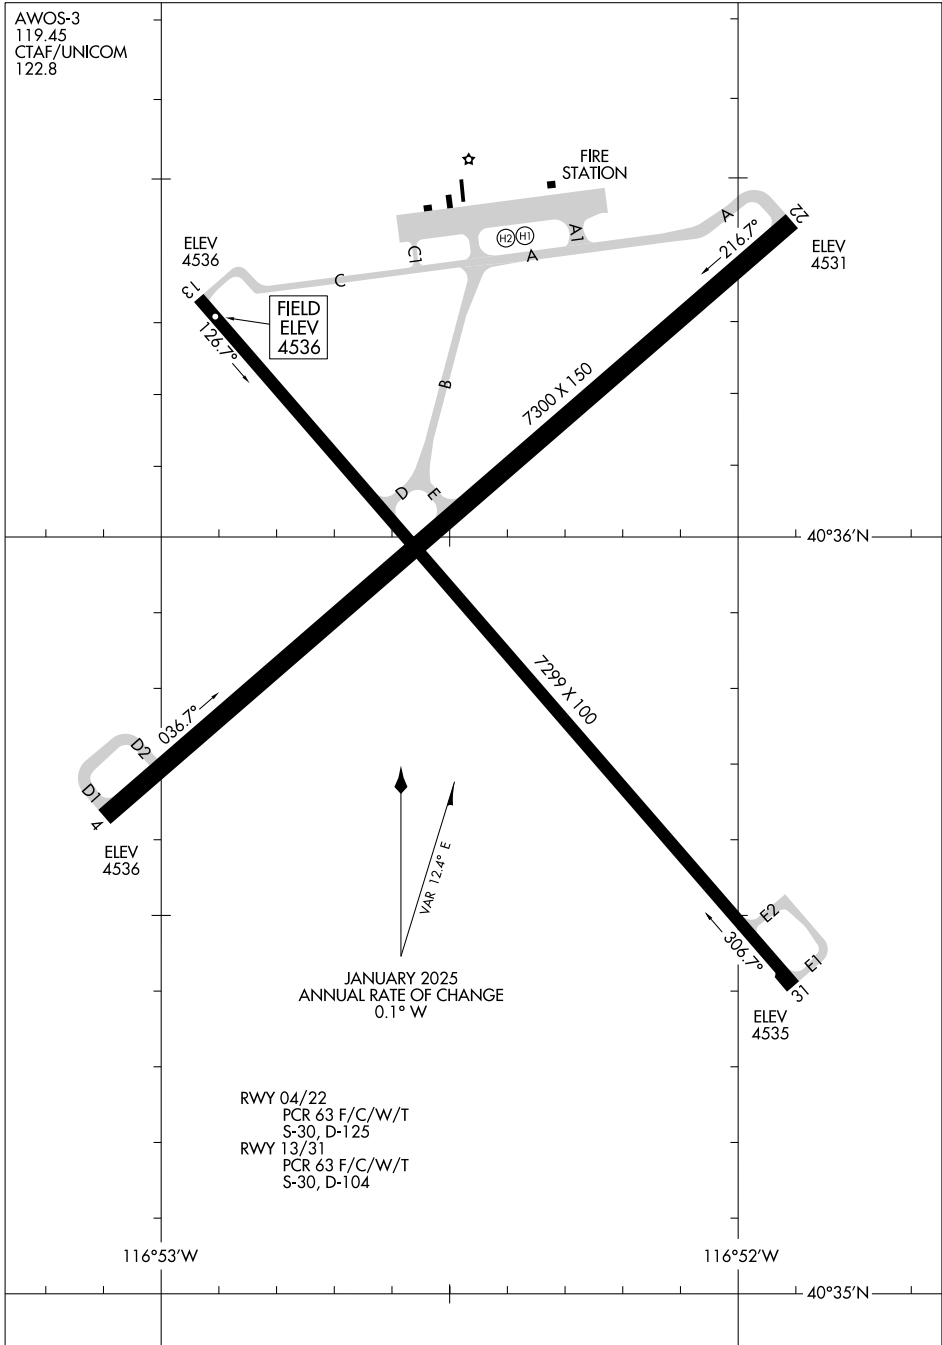 AWOS-3
119.45
CTAF/UNICOM
122.8
FIRE
STATION
ELEV
4536
13
FIELD
ELEV
4536
126.7°
C
C1
H2
H1
A1
A
A
22
216.7°
ELEV
4531
B
7300 X 150
D
E
40°36'N
7299 X 100
036.7°
D2
D1
4
ELEV
4536
VAR 12.4° E
JANUARY 2025
ANNUAL RATE OF CHANGE
0.1° W
E2
306.7°
E1
31
ELEV
4535
RWY 04/22
PCR 63 F/C/W/T
S-30, D-125
RWY 13/31
PCR 63 F/C/W/T
S-30, D-104
116°53'W
116°52'W
40°35'N